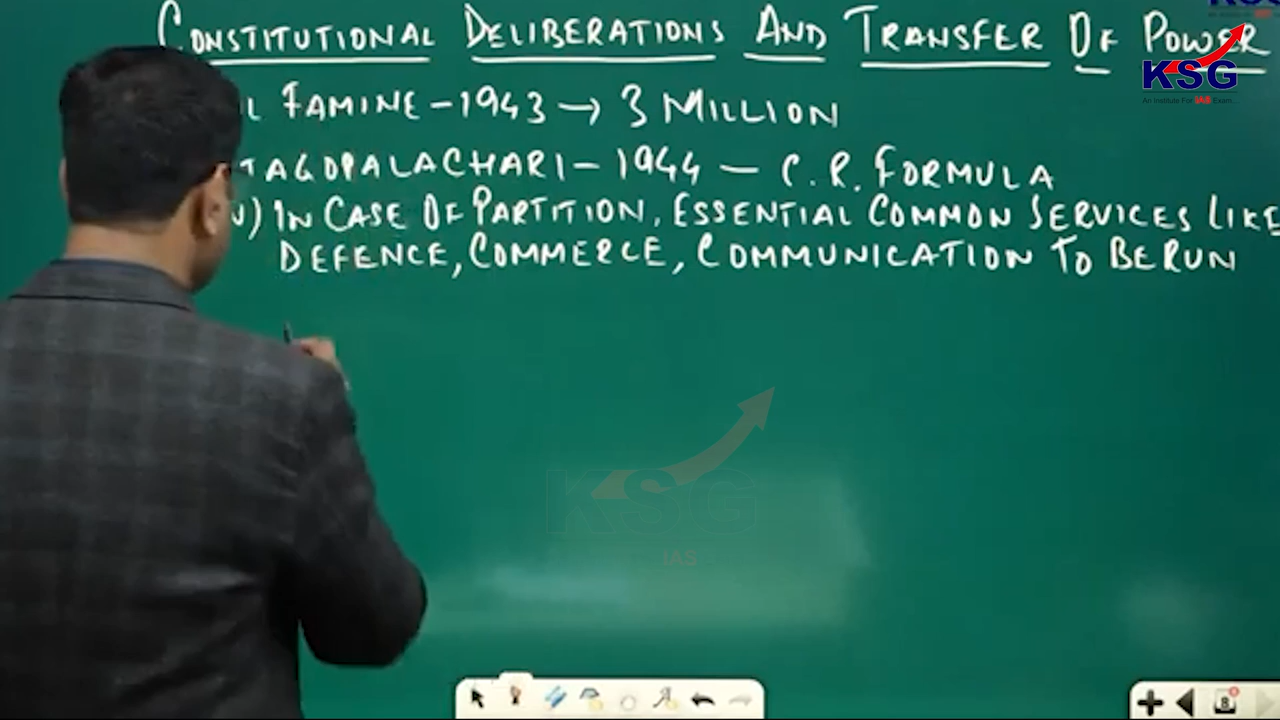 CONSTITUTIONAL DELIBERATIONS AND TRANSFER OF POWER
KSG
An Institute For IAS Exam...
FAMINE - 1943 → 3 MILLION
1944 - C. R. FORMULA
IN CASE OF PARTITION, ESSENTIAL COMMON SERVICES LIKE
DEFENCE, COMMERCE, COMMUNICATION TO BE RUN
KSG
IAS
8